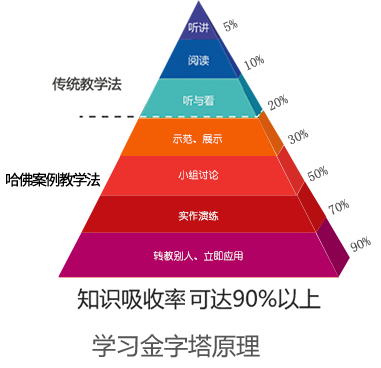 听讲
5%
阅读
10%
传统教学法
听与看
20%
示范、展示
30%
哈佛案例教学法
小组讨论
50%
实作演练
70%
转教别人、立即应用
90%
知识吸收率 可达90%以上
学习金字塔原理